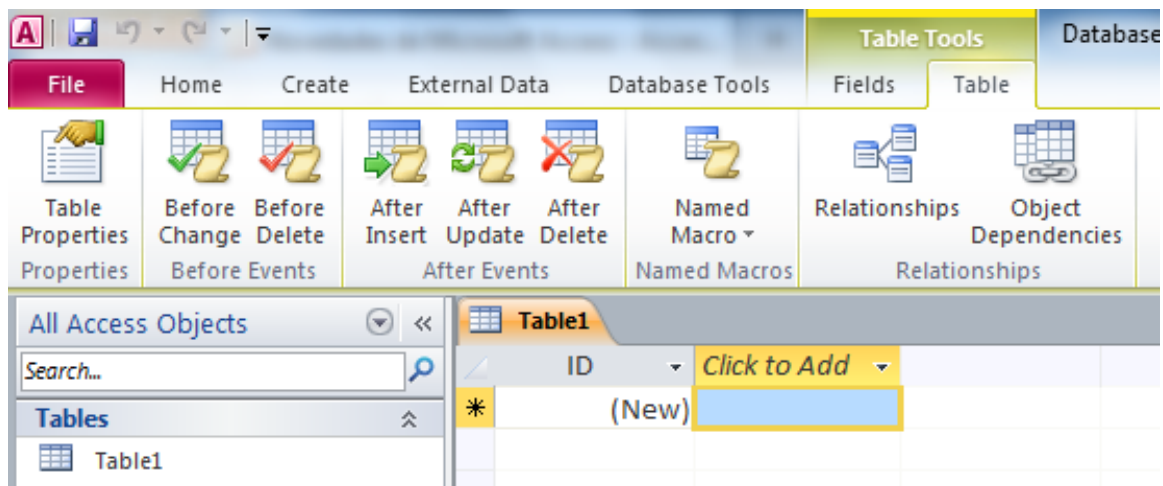 A
Table Tools Databas
File Home Create External Data Database Tools Fields Table
Table Before Before After After After Named Relationships Object
Properties Change Delete Insert Update Delete Macro Dependencies
Properties Before Events After Events Named Macros Relationships
All Access Objects Table1
Search... ID Click to Add
Tables (New)
Table1